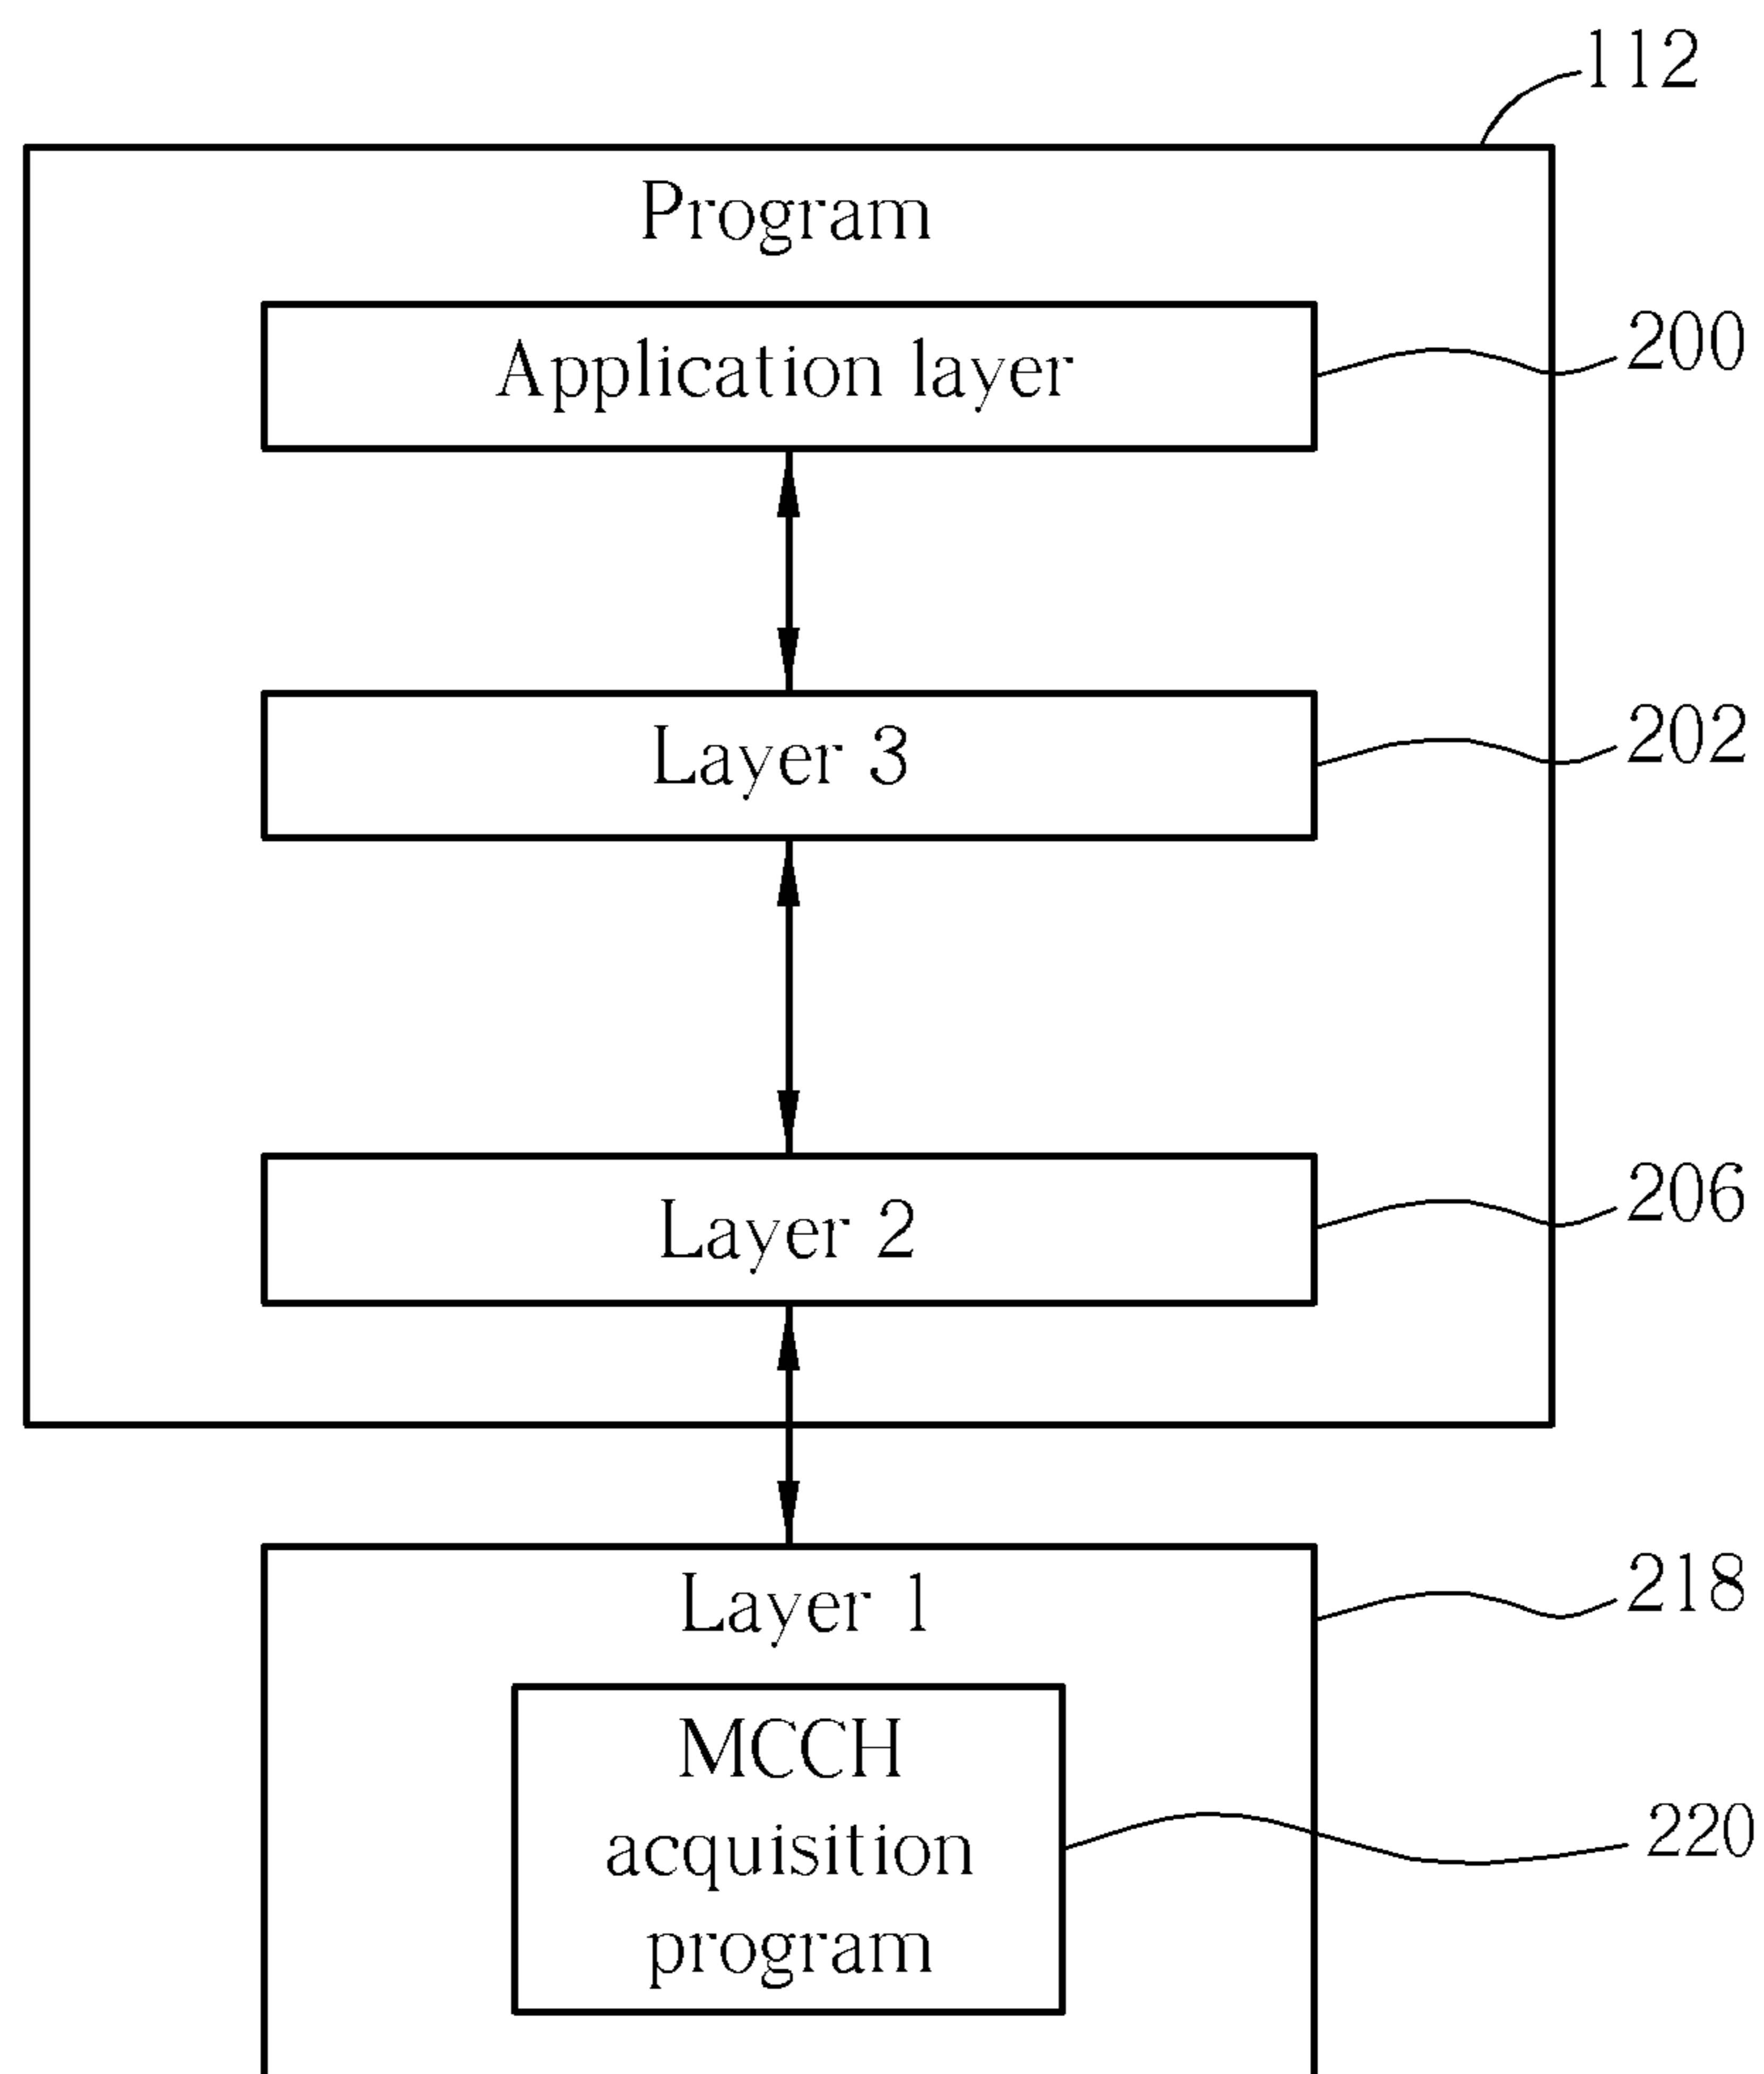 112
Program
Application layer
200
Layer 3
202
Layer 2
206
Layer 1
218
MCCH
acquisition
program
220